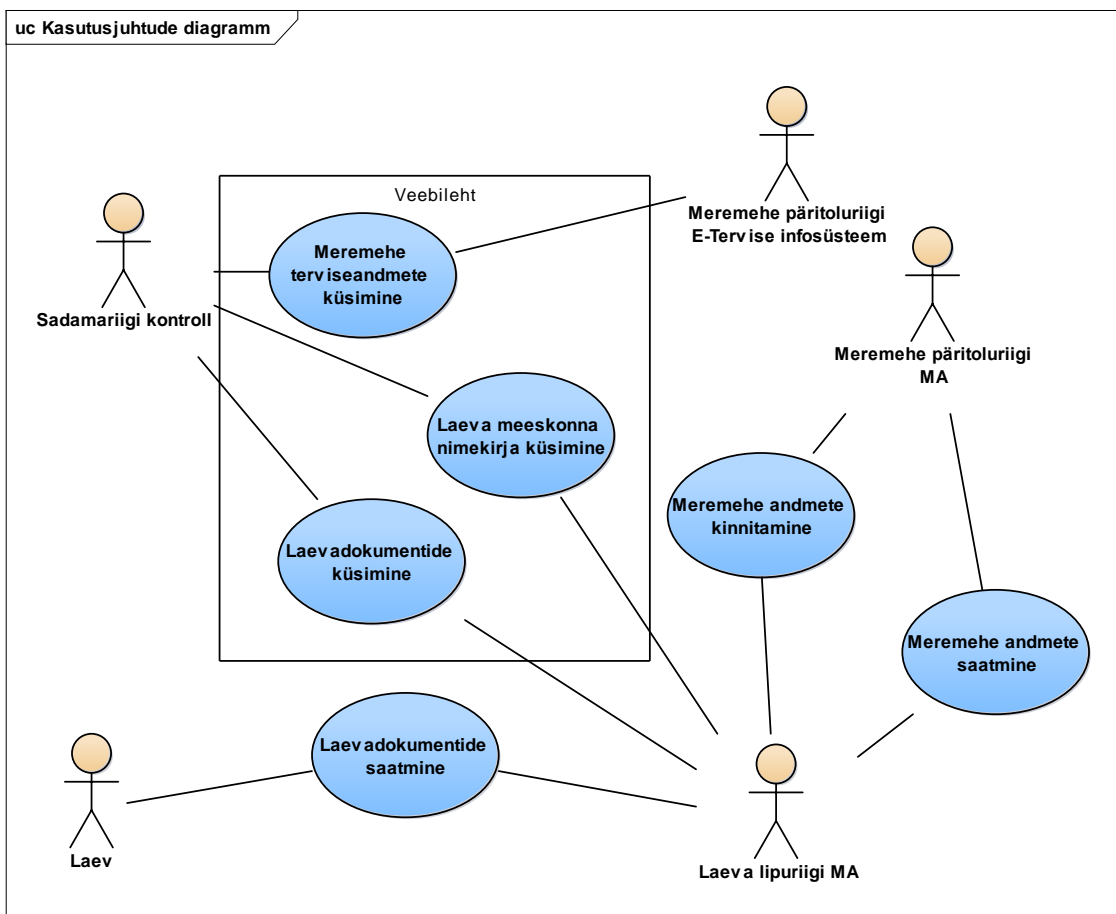 uc Kasutusjuhtude diagramm
Veebileht
Meremehe
terviseandmete
küsimine
Meremehe päritoluriigi
E-Tervise infosüsteem
Sadamariigi kontroll
Meremehe päritoluriigi
MA
Laeva meeskonna
nimekirja küsimine
Meremehe andmete
kinnitamine
Laevadokumentide
küsimine
Meremehe andmete
saatmine
Laevadokumentide
saatmine
Laev
Laeva lipuriigi MA